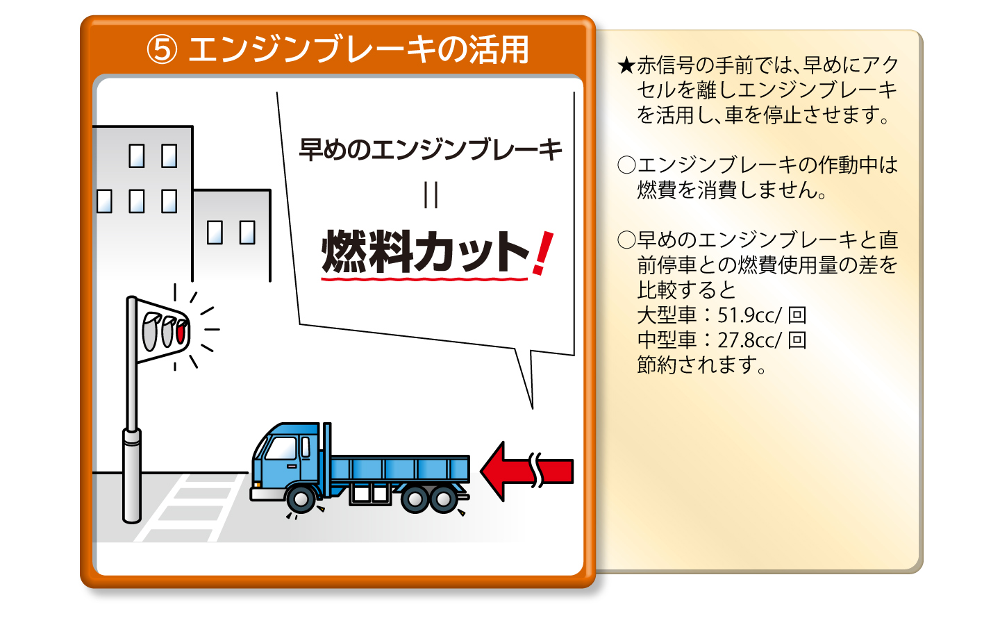 ⑤ エンジンブレーキの活用
早めのエンジンブレーキ
||
燃料カット!
★赤信号の手前では、早めにアク
セルを離しエンジンブレーキ
を活用し、車を停止させます。
○エンジンブレーキの作動中は
燃費を消費しません。
○早めのエンジンブレーキと直
前停車との燃費使用量の差を
比較すると
大型車：51.9cc/ 回
中型車：27.8cc/ 回
節約されます。